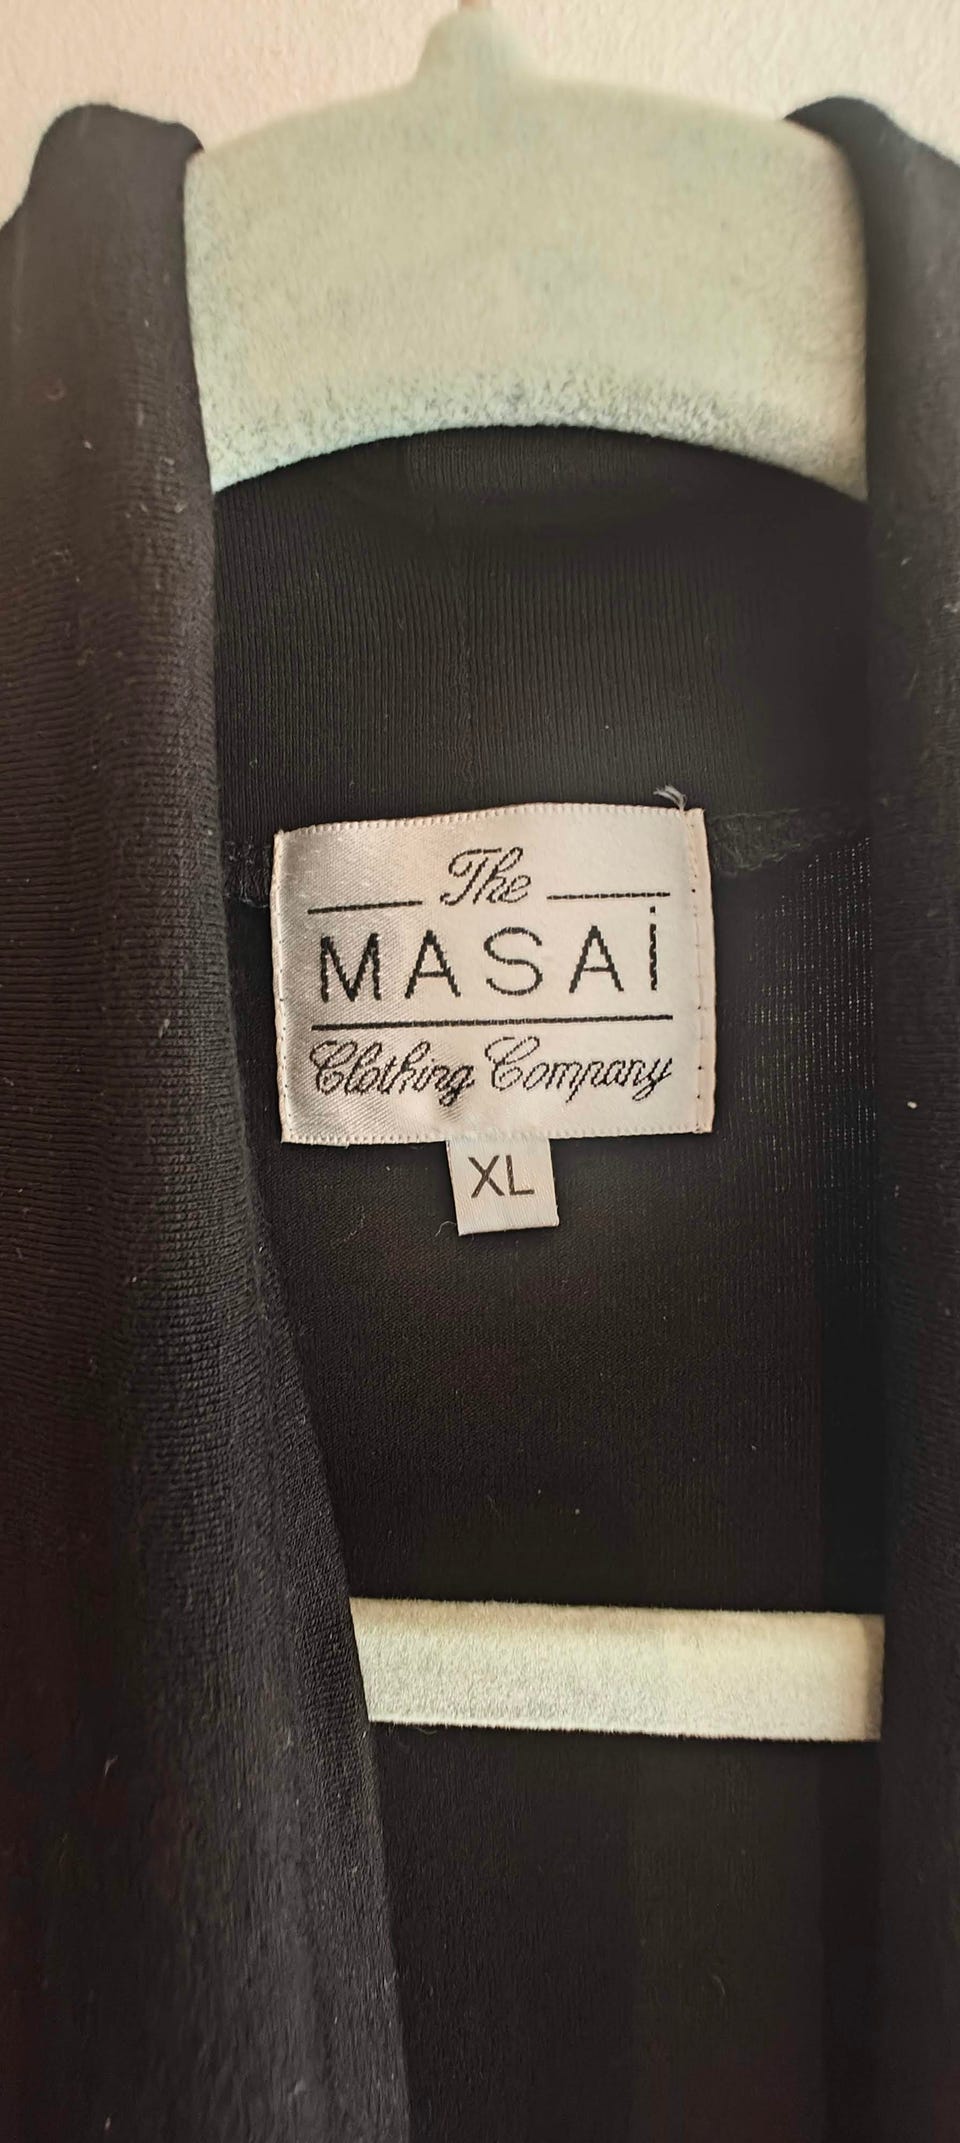 The
MASAi
Clothing Company
XL